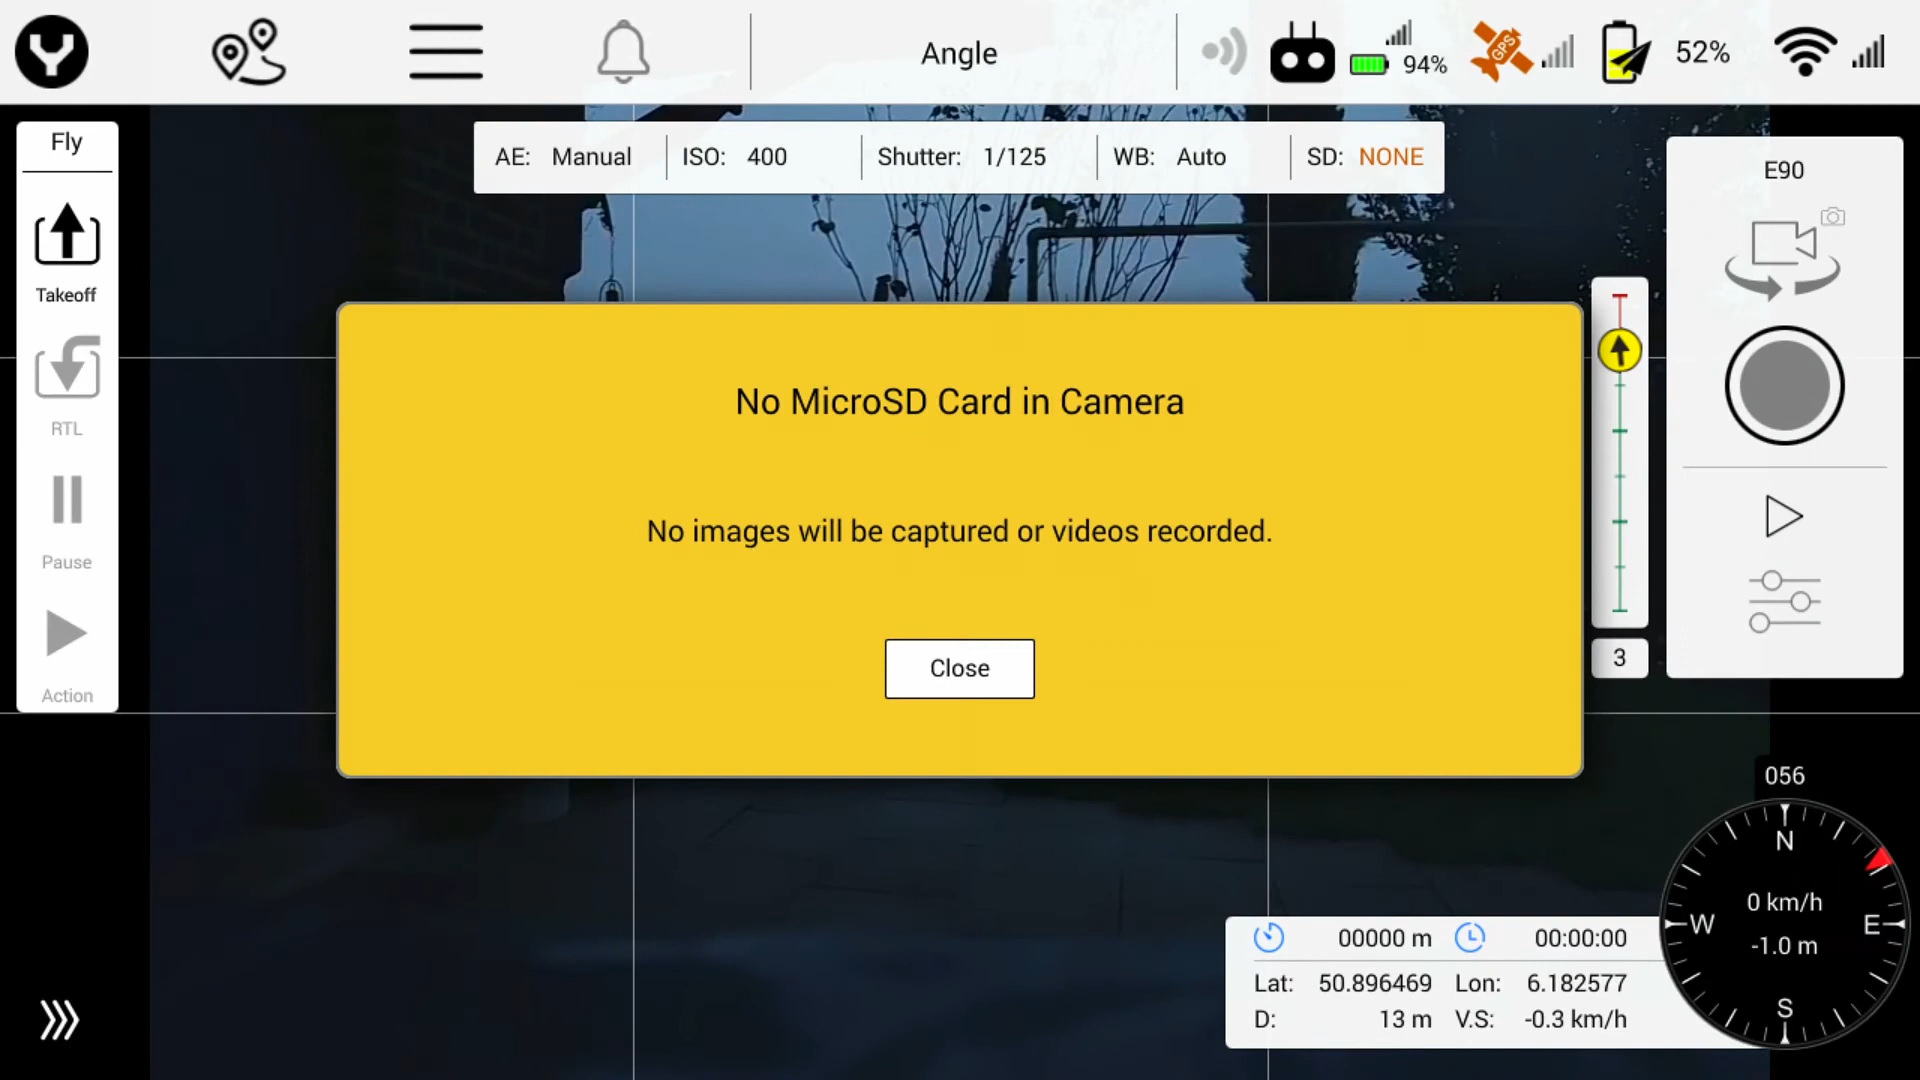 Angle
94%
GPS
52%
Fly
Takeoff
RTL
Pause
Action
AE: Manual
ISO: 400
Shutter: 1/125
WB: Auto
SD: NONE
E90
No MicroSD Card in Camera
No images will be captured or videos recorded.
Close
3
056
N
W
E
S
0 km/h
-1.0 m
00000 m 00:00:00
Lat: 50.896469 Lon: 6.182577
D: 13 m V.S: -0.3 km/h